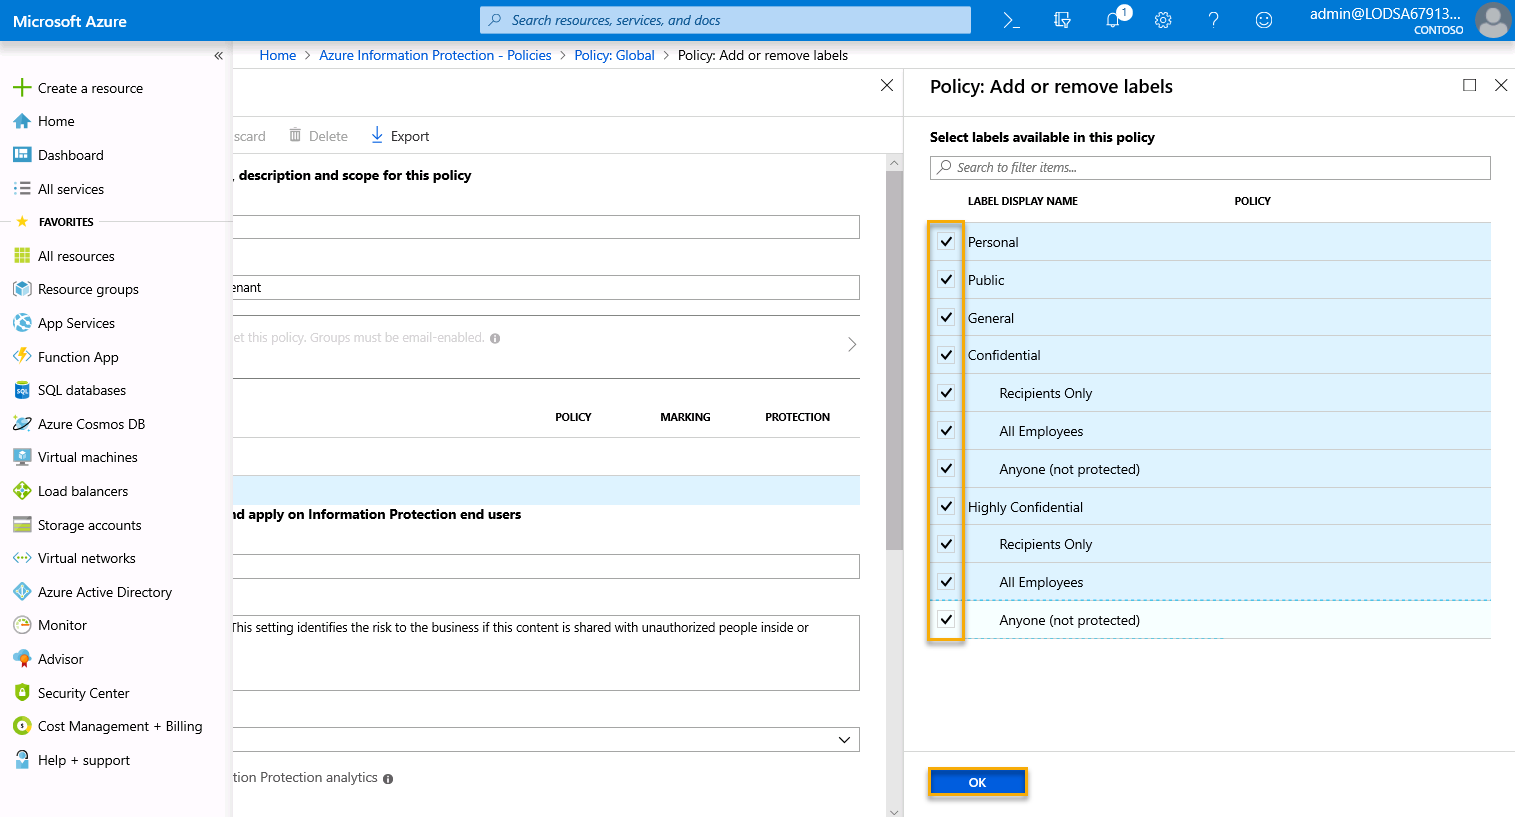 Microsoft Azure
Search resources, services, and docs
1
admin@LODSA67913...
CONTOSO
«
Home > Azure Information Protection - Policies > Policy: Global > Policy: Add or remove labels
Create a resource
Home
Dashboard
All services
FAVORITES
All resources
Resource groups
App Services
Function App
SQL databases
Azure Cosmos DB
Virtual machines
Load balancers
Storage accounts
Virtual networks
Azure Active Directory
Monitor
Advisor
Security Center
Cost Management + Billing
Help + support
scard
Delete
Export
, description and scope for this policy
enant
et this policy. Groups must be email-enabled.
POLICY MARKING PROTECTION
nd apply on Information Protection end users
This setting identifies the risk to the business if this content is shared with unauthorized people inside or
tion Protection analytics
Policy: Add or remove labels
Select labels available in this policy
Search to filter items...
LABEL DISPLAY NAME POLICY
Personal
Public
General
Confidential
Recipients Only
All Employees
Anyone (not protected)
Highly Confidential
Recipients Only
All Employees
Anyone (not protected)
OK